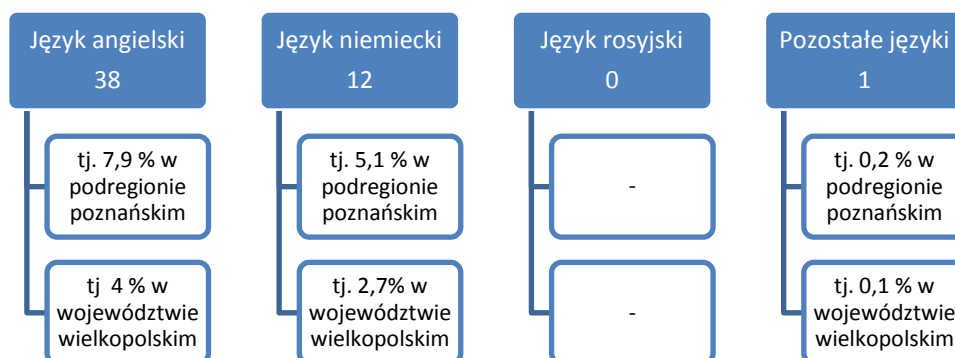 Język angielski
38
tj. 7,9 % w
podregionie
poznańskim
tj 4 % w
województwie
wielkopolskim
Język niemiecki
12
tj. 5,1 % w
podregionie
poznańskim
tj. 2,7% w
województwie
wielkopolskim
Język rosyjski
0
-
-
Pozostałe języki
1
tj. 0,2 % w
podregionie
poznańskim
tj. 0,1 % w
województwie
wielkopolskim